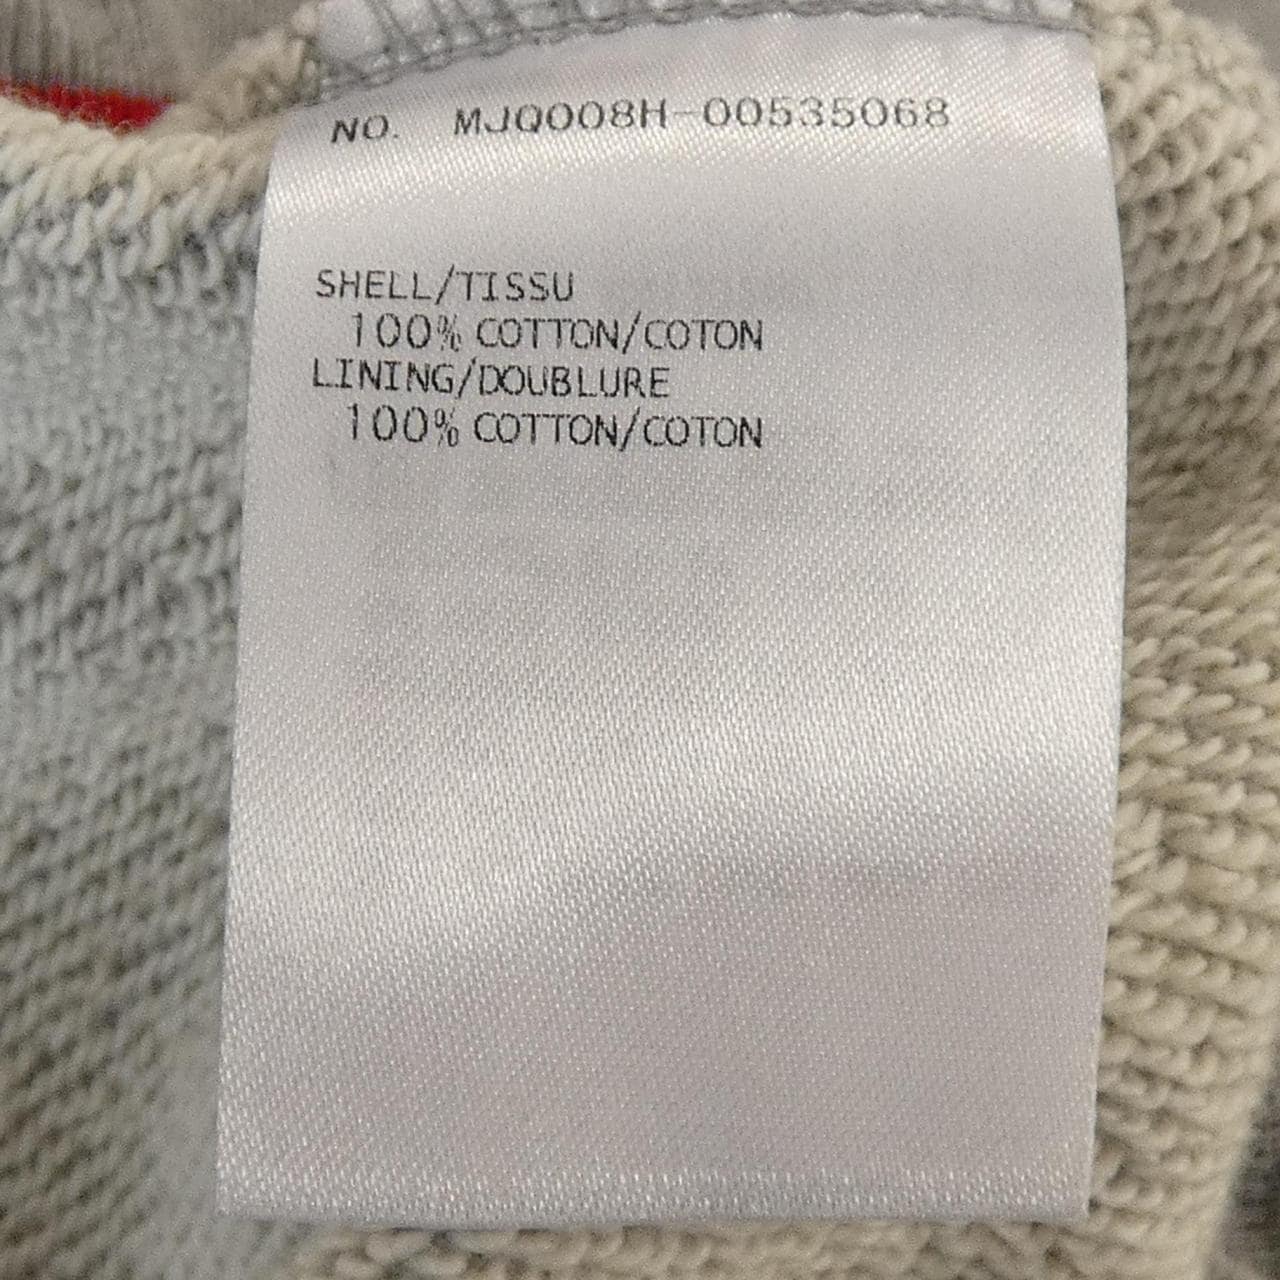 NO. MJQ008H-00535068
SHELL/TISSU
100% COTTON/COTON
LINING/DOUBLURE
100% COTTON/COTON